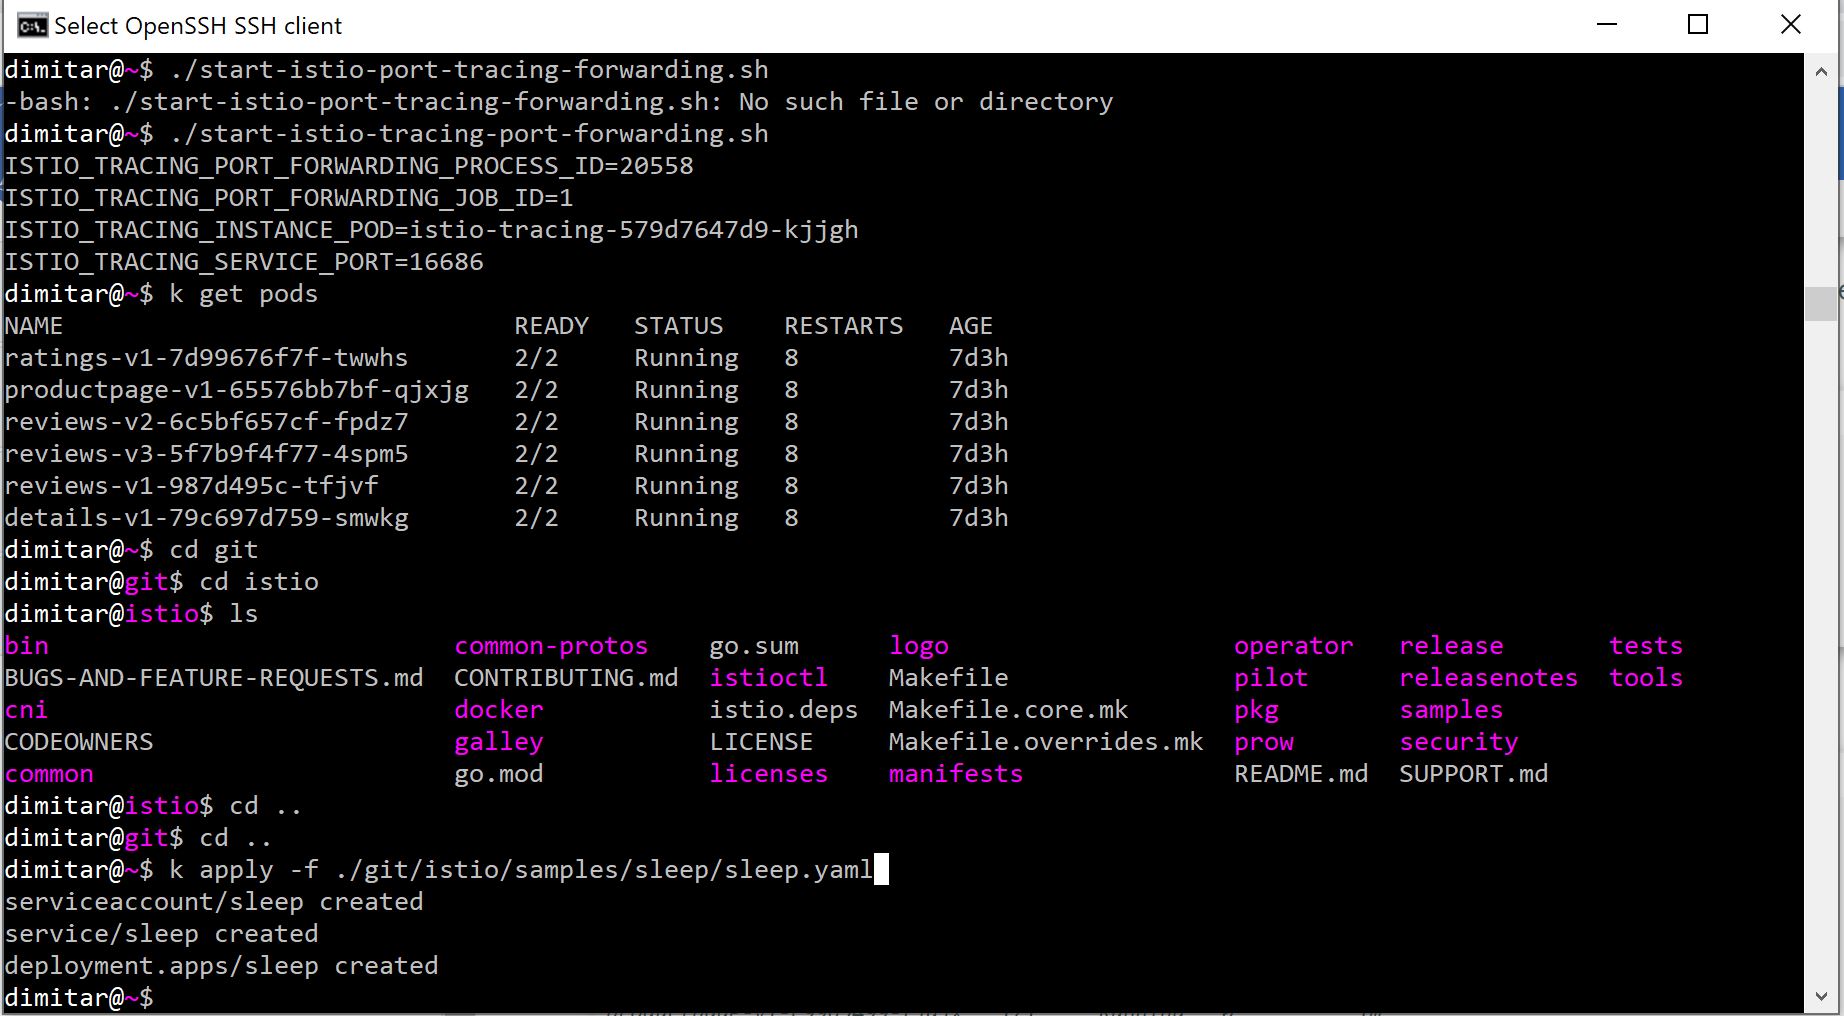 Select OpenSSH SSH client
dimitar@~$ ./start-istio-port-tracing-forwarding.sh
-bash: ./start-istio-port-tracing-forwarding.sh: No such file or directory
dimitar@~$ ./start-istio-tracing-port-forwarding.sh
ISTIO_TRACING_PORT_FORWARDING_PROCESS_ID=20558
ISTIO_TRACING_PORT_FORWARDING_JOB_ID=1
ISTIO_TRACING_INSTANCE_POD=istio-tracing-579d7647d9-kjjgh
ISTIO_TRACING_SERVICE_PORT=16686
dimitar@~$ k get pods
NAME                              READY   STATUS    RESTARTS   AGE
ratings-v1-7d99676f7f-twwhs       2/2     Running   8          7d3h
productpage-v1-65576bb7bf-qjxjg   2/2     Running   8          7d3h
reviews-v2-6c5bf657cf-fpdz7       2/2     Running   8          7d3h
reviews-v3-5f7b9f4f77-4spm5       2/2     Running   8          7d3h
reviews-v1-987d495c-tfjvf         2/2     Running   8          7d3h
details-v1-79c697d759-smwkg       2/2     Running   8          7d3h
dimitar@~$ cd git
dimitar@git$ cd istio
dimitar@istio$ ls
bin                           common-protos    go.sum      logo                   operator   release       tests
BUGS-AND-FEATURE-REQUESTS.md  CONTRIBUTING.md  istioctl    Makefile               pilot      releasenotes  tools
cni                           docker           istio.deps  Makefile.core.mk       pkg        samples
CODEOWNERS                    galley           LICENSE     Makefile.overrides.mk  prow       security
common                        go.mod           licenses    manifests              README.md  SUPPORT.md
dimitar@istio$ cd ..
dimitar@git$ cd ..
dimitar@~$ k apply -f ./git/istio/samples/sleep/sleep.yaml
serviceaccount/sleep created
service/sleep created
deployment.apps/sleep created
dimitar@~$